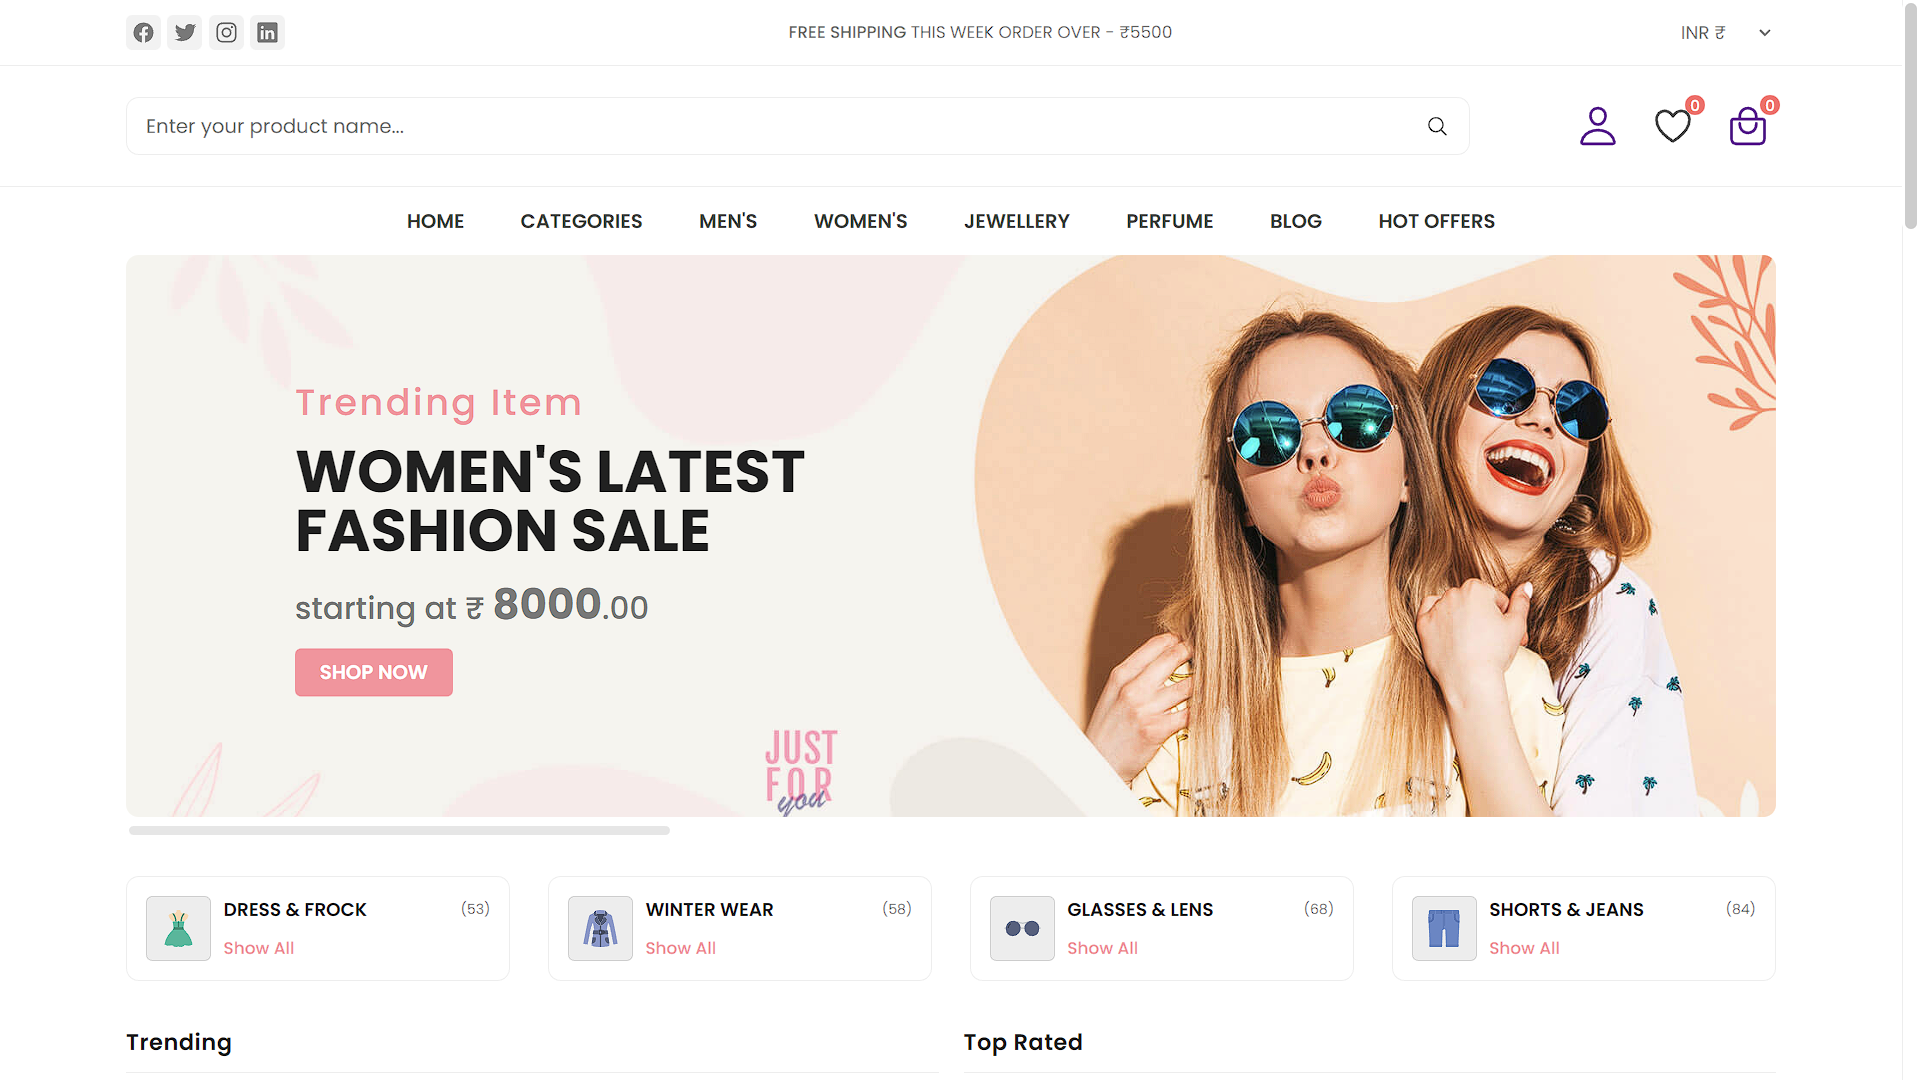 FREE SHIPPING THIS WEEK ORDER OVER - ₹5500
INR ₹
Enter your product name...
0
0
HOME
CATEGORIES
MEN'S
WOMEN'S
JEWELLERY
PERFUME
BLOG
HOT OFFERS
Trending Item
WOMEN'S LATEST
FASHION SALE
starting at ₹ 8000.00
SHOP NOW
JUST
FOR
you
DRESS & FROCK
(53)
Show All
WINTER WEAR
(58)
Show All
GLASSES & LENS
(68)
Show All
SHORTS & JEANS
(84)
Show All
Trending
Top Rated